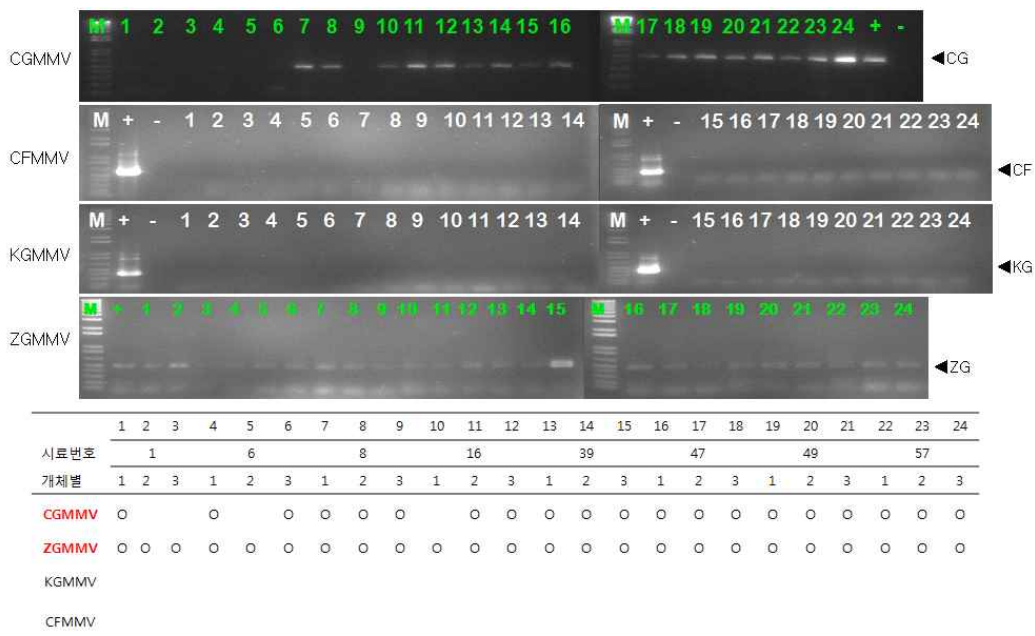 M 1 2 3 4 5 6 7 8 9 10 11 12 13 14 15 16 17 18 19 20 21 22 23 24 + -
CGMMV ◀CG
M + - 1 2 3 4 5 6 7 8 9 10 11 12 13 14 M + - 15 16 17 18 19 20 21 22 23 24
CFMMV ◀CF
M + - 1 2 3 4 5 6 7 8 9 10 11 12 13 14 M + - 15 16 17 18 19 20 21 22 23 24
KGMMV ◀KG
M + 1 2 3 4 5 6 7 8 9 10 11 12 13 14 15 M 16 17 18 19 20 21 22 23 24
ZGMMV ◀ZG
1 2 3 4 5 6 7 8 9 10 11 12 13 14 15 16 17 18 19 20 21 22 23 24
시료번호 1 6 8 16 39 47 49 57
개체별 1 2 3 1 2 3 1 2 3 1 2 3 1 2 3 1 2 3 1 2 3 1 2 3
CGMMV O O O O O O O O O O O O O O O O O O O O
ZGMMV O O O O O O O O O O O O O O O O O O O O O O O O
KGMMV
CFMMV